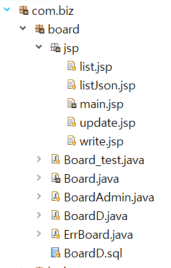 com.biz
board
jsp
list.jsp
listJson.jsp
main.jsp
update.jsp
write.jsp
Board_test.java
Board.java
BoardAdmin.java
BoardD.java
ErrBoard.java
BoardD.sql